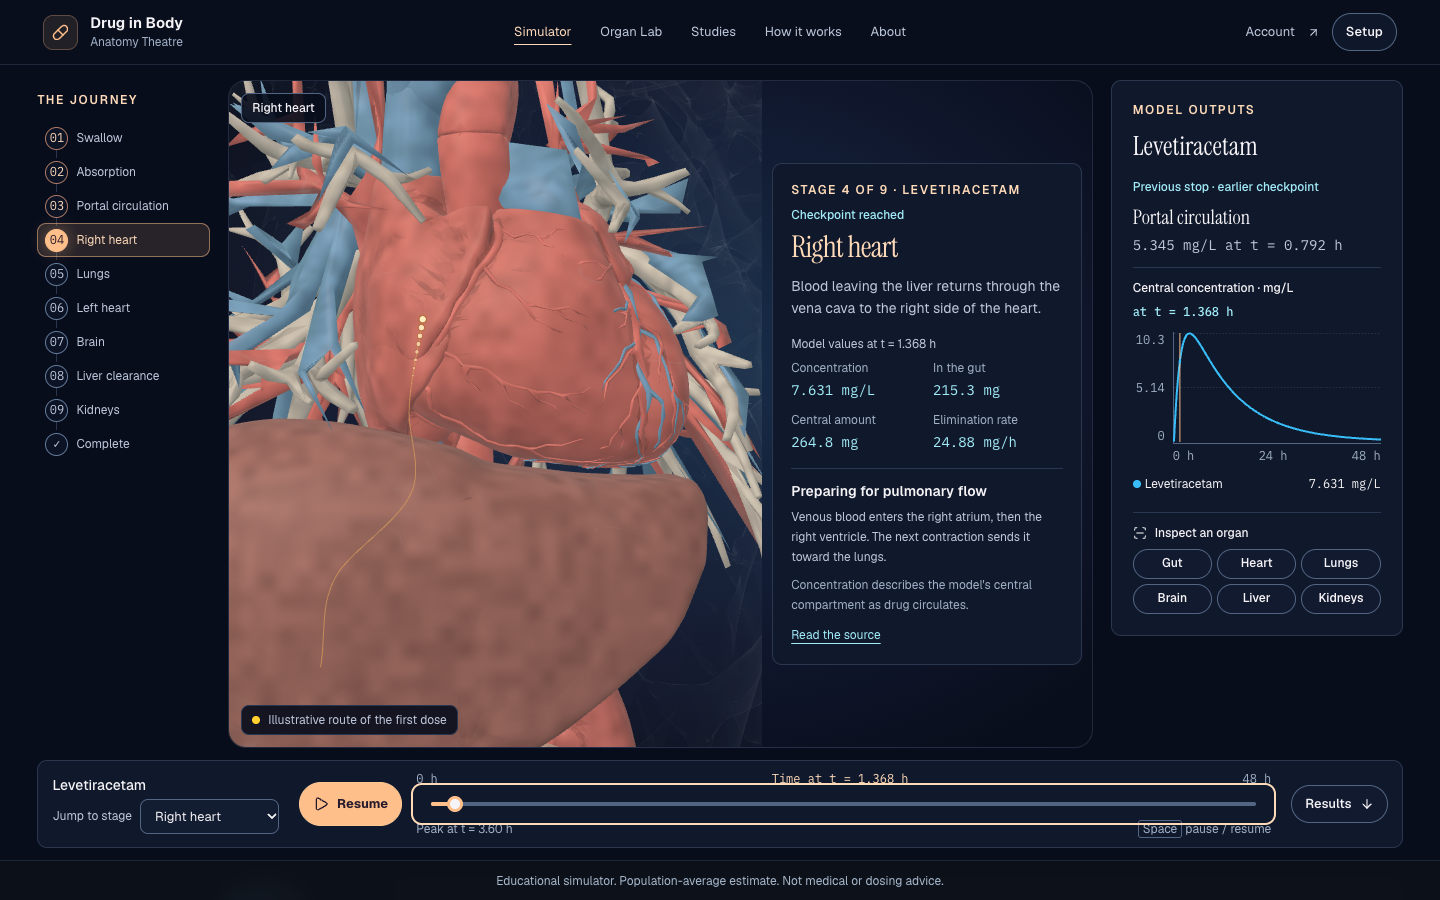 Drug in Body
Anatomy Theatre
Simulator
Organ Lab
Studies
How it works
About
Account ↗
Setup
THE JOURNEY
01 Swallow
02 Absorption
03 Portal circulation
04 Right heart
05 Lungs
06 Left heart
07 Brain
08 Liver clearance
09 Kidneys
✓ Complete
Right heart
Illustrative route of the first dose
STAGE 4 OF 9 · LEVETIRACETAM
Checkpoint reached
Right heart
Blood leaving the liver returns through the
vena cava to the right side of the heart.
Model values at t = 1.368 h
Concentration
7.631 mg/L
In the gut
215.3 mg
Central amount
264.8 mg
Elimination rate
24.88 mg/h
Preparing for pulmonary flow
Venous blood enters the right atrium, then the
right ventricle. The next contraction sends it
toward the lungs.
Concentration describes the model's central
compartment as drug circulates.
Read the source
MODEL OUTPUTS
Levetiracetam
Previous stop · earlier checkpoint
Portal circulation
5.345 mg/L at t = 0.792 h
Central concentration · mg/L
at t = 1.368 h
10.3
5.14
0
0 h 24 h 48 h
Levetiracetam 7.631 mg/L
Inspect an organ
Gut Heart Lungs
Brain Liver Kidneys
Levetiracetam
Jump to stage Right heart
Resume
0 h Time at t = 1.368 h 48 h
Peak at t = 3.60 h Space pause / resume
Results ↓
Educational simulator. Population-average estimate. Not medical or dosing advice.